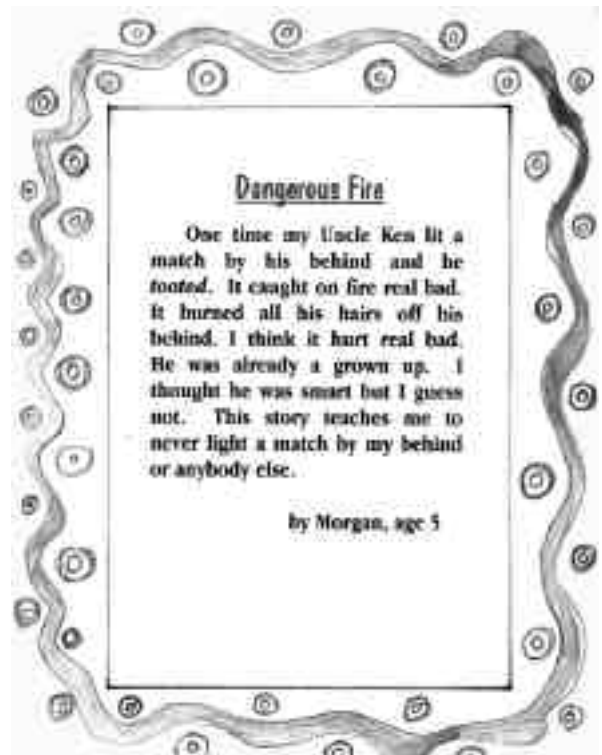 Dangerous Fire
One time my Uncle Ken lit a
match by his behind and he
tooted. It caught on fire real bad.
It burned all his hairs off his
behind. I think it hurt real bad.
He was already a grown up. I
thought he was smart but I guess
not. This story teaches me to
never light a match by my behind
or anybody else.
by Morgan, age 5